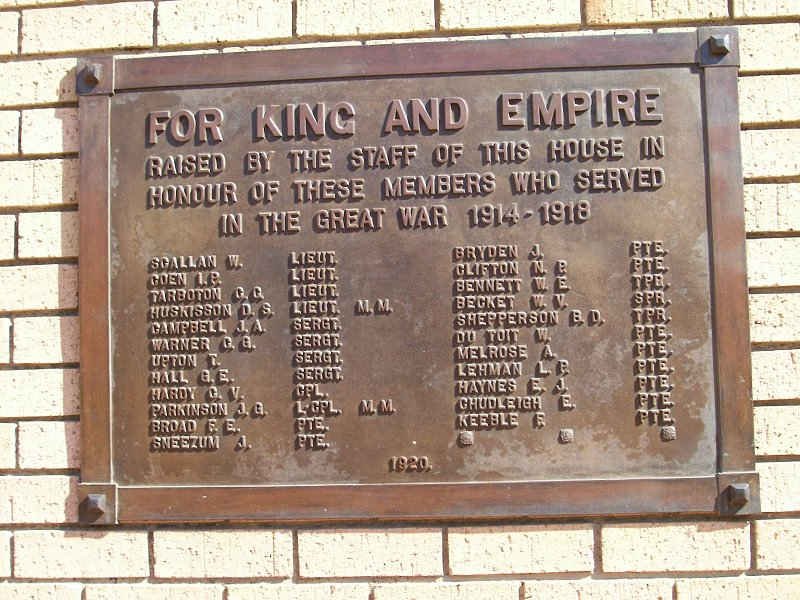 FOR KING AND EMPIRE
RAISED BY THE STAFF OF THIS HOUSE IN
HONOUR OF THESE MEMBERS WHO SERVED
IN THE GREAT WAR 1914-1918
SCALLAN W. LIEUT.
COEN I.P. LIEUT.
TARBOTON C.G. LIEUT.
HUSKISSON D.S. LIEUT. M.M.
CAMPBELL J.A. SERGT.
WARNER C.G. SERGT.
UPTON T. SERGT.
HALL G.E. SERGT.
HARDY C.V. CPL.
PARKINSON J.G. L-CPL. M.M.
BROAD F.E. PTE.
SNEEZUM J. PTE.
BRYDEN J. PTE.
CLIFTON N.P. PTE.
BENNETT W.E. TPR.
BECKET W.V. SPR.
SHEPPERSON B.D. TPR.
DU TOIT W. PTE.
MELROSE A. PTE.
LEHMAN L.P. PTE.
HAYNES E.J. PTE.
CHUDLEIGH E. PTE.
KEEBLE F. PTE.
1920.